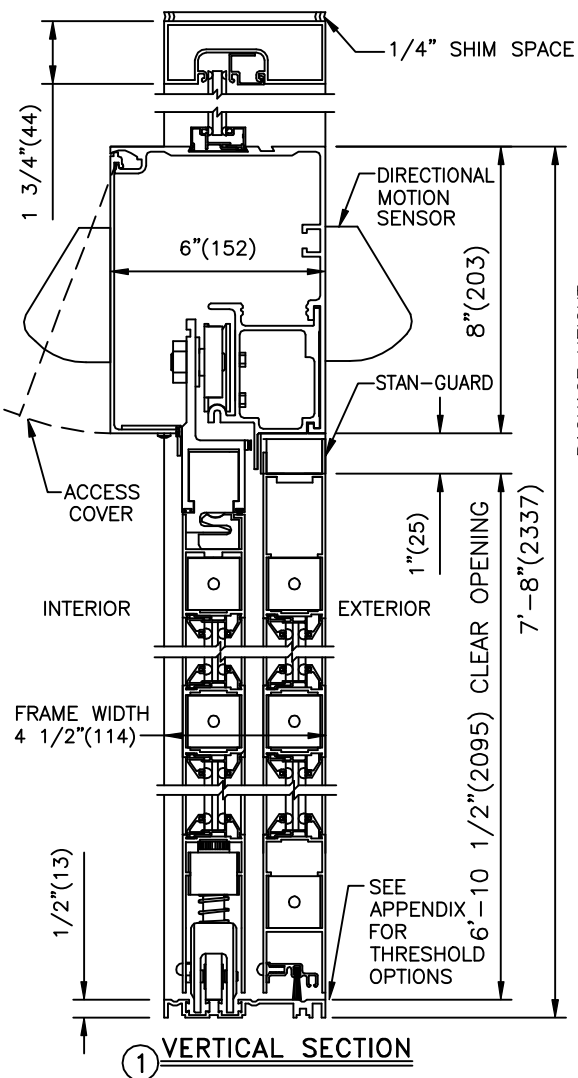 1/4" SHIM SPACE
1 3/4"(44)
DIRECTIONAL
MOTION
SENSOR
6"(152)
8"(203)
STAN-GUARD
ACCESS
COVER
1"(25)
7'-8"(2337)
6'-10 1/2"(2095) CLEAR OPENING
INTERIOR
EXTERIOR
FRAME WIDTH
4 1/2"(114)
1/2"(13)
SEE
APPENDIX
FOR
THRESHOLD
OPTIONS
1 VERTICAL SECTION